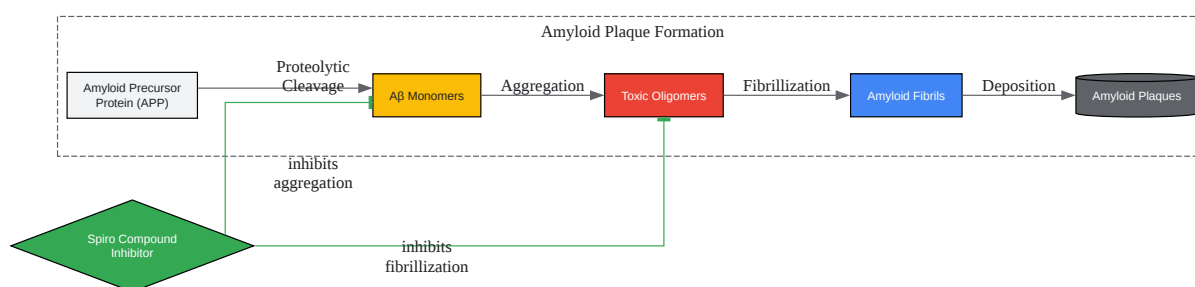 Amyloid Plaque Formation
Amyloid Precursor
Protein (APP)
Proteolytic
Cleavage
Aβ Monomers
Aggregation
Toxic Oligomers
Fibrillization
Amyloid Fibrils
Deposition
Amyloid Plaques
inhibits
aggregation
Spiro Compound
Inhibitor
inhibits
fibrillization